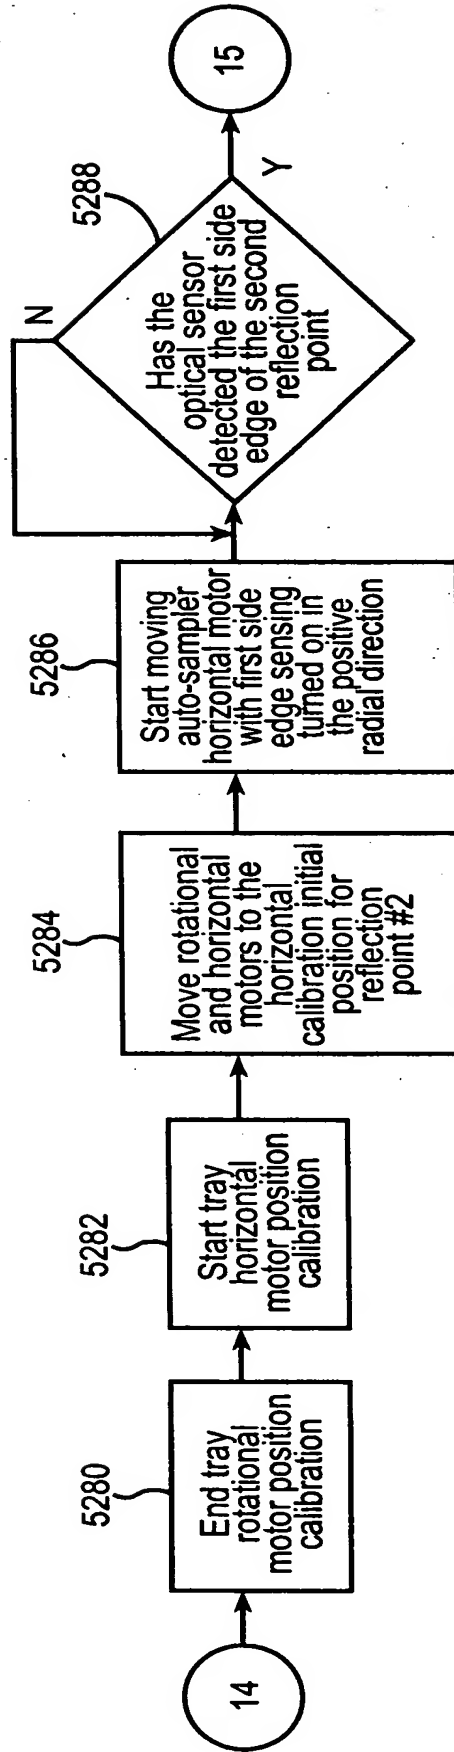 14
5280
End tray
rotational
motor position
calibration
5282
Start tray
horizontal
motor position
calibration
5284
Move rotational
and horizontal
motors to the
horizontal
calibration initial
position for
reflection
point #2
5286
Start moving
auto-sampler
horizontal motor
with first side
edge sensing
turned on in
the positive
radial direction
5288
N
Has the
optical sensor
detected the first side
edge of the second
reflection
point
Y
15